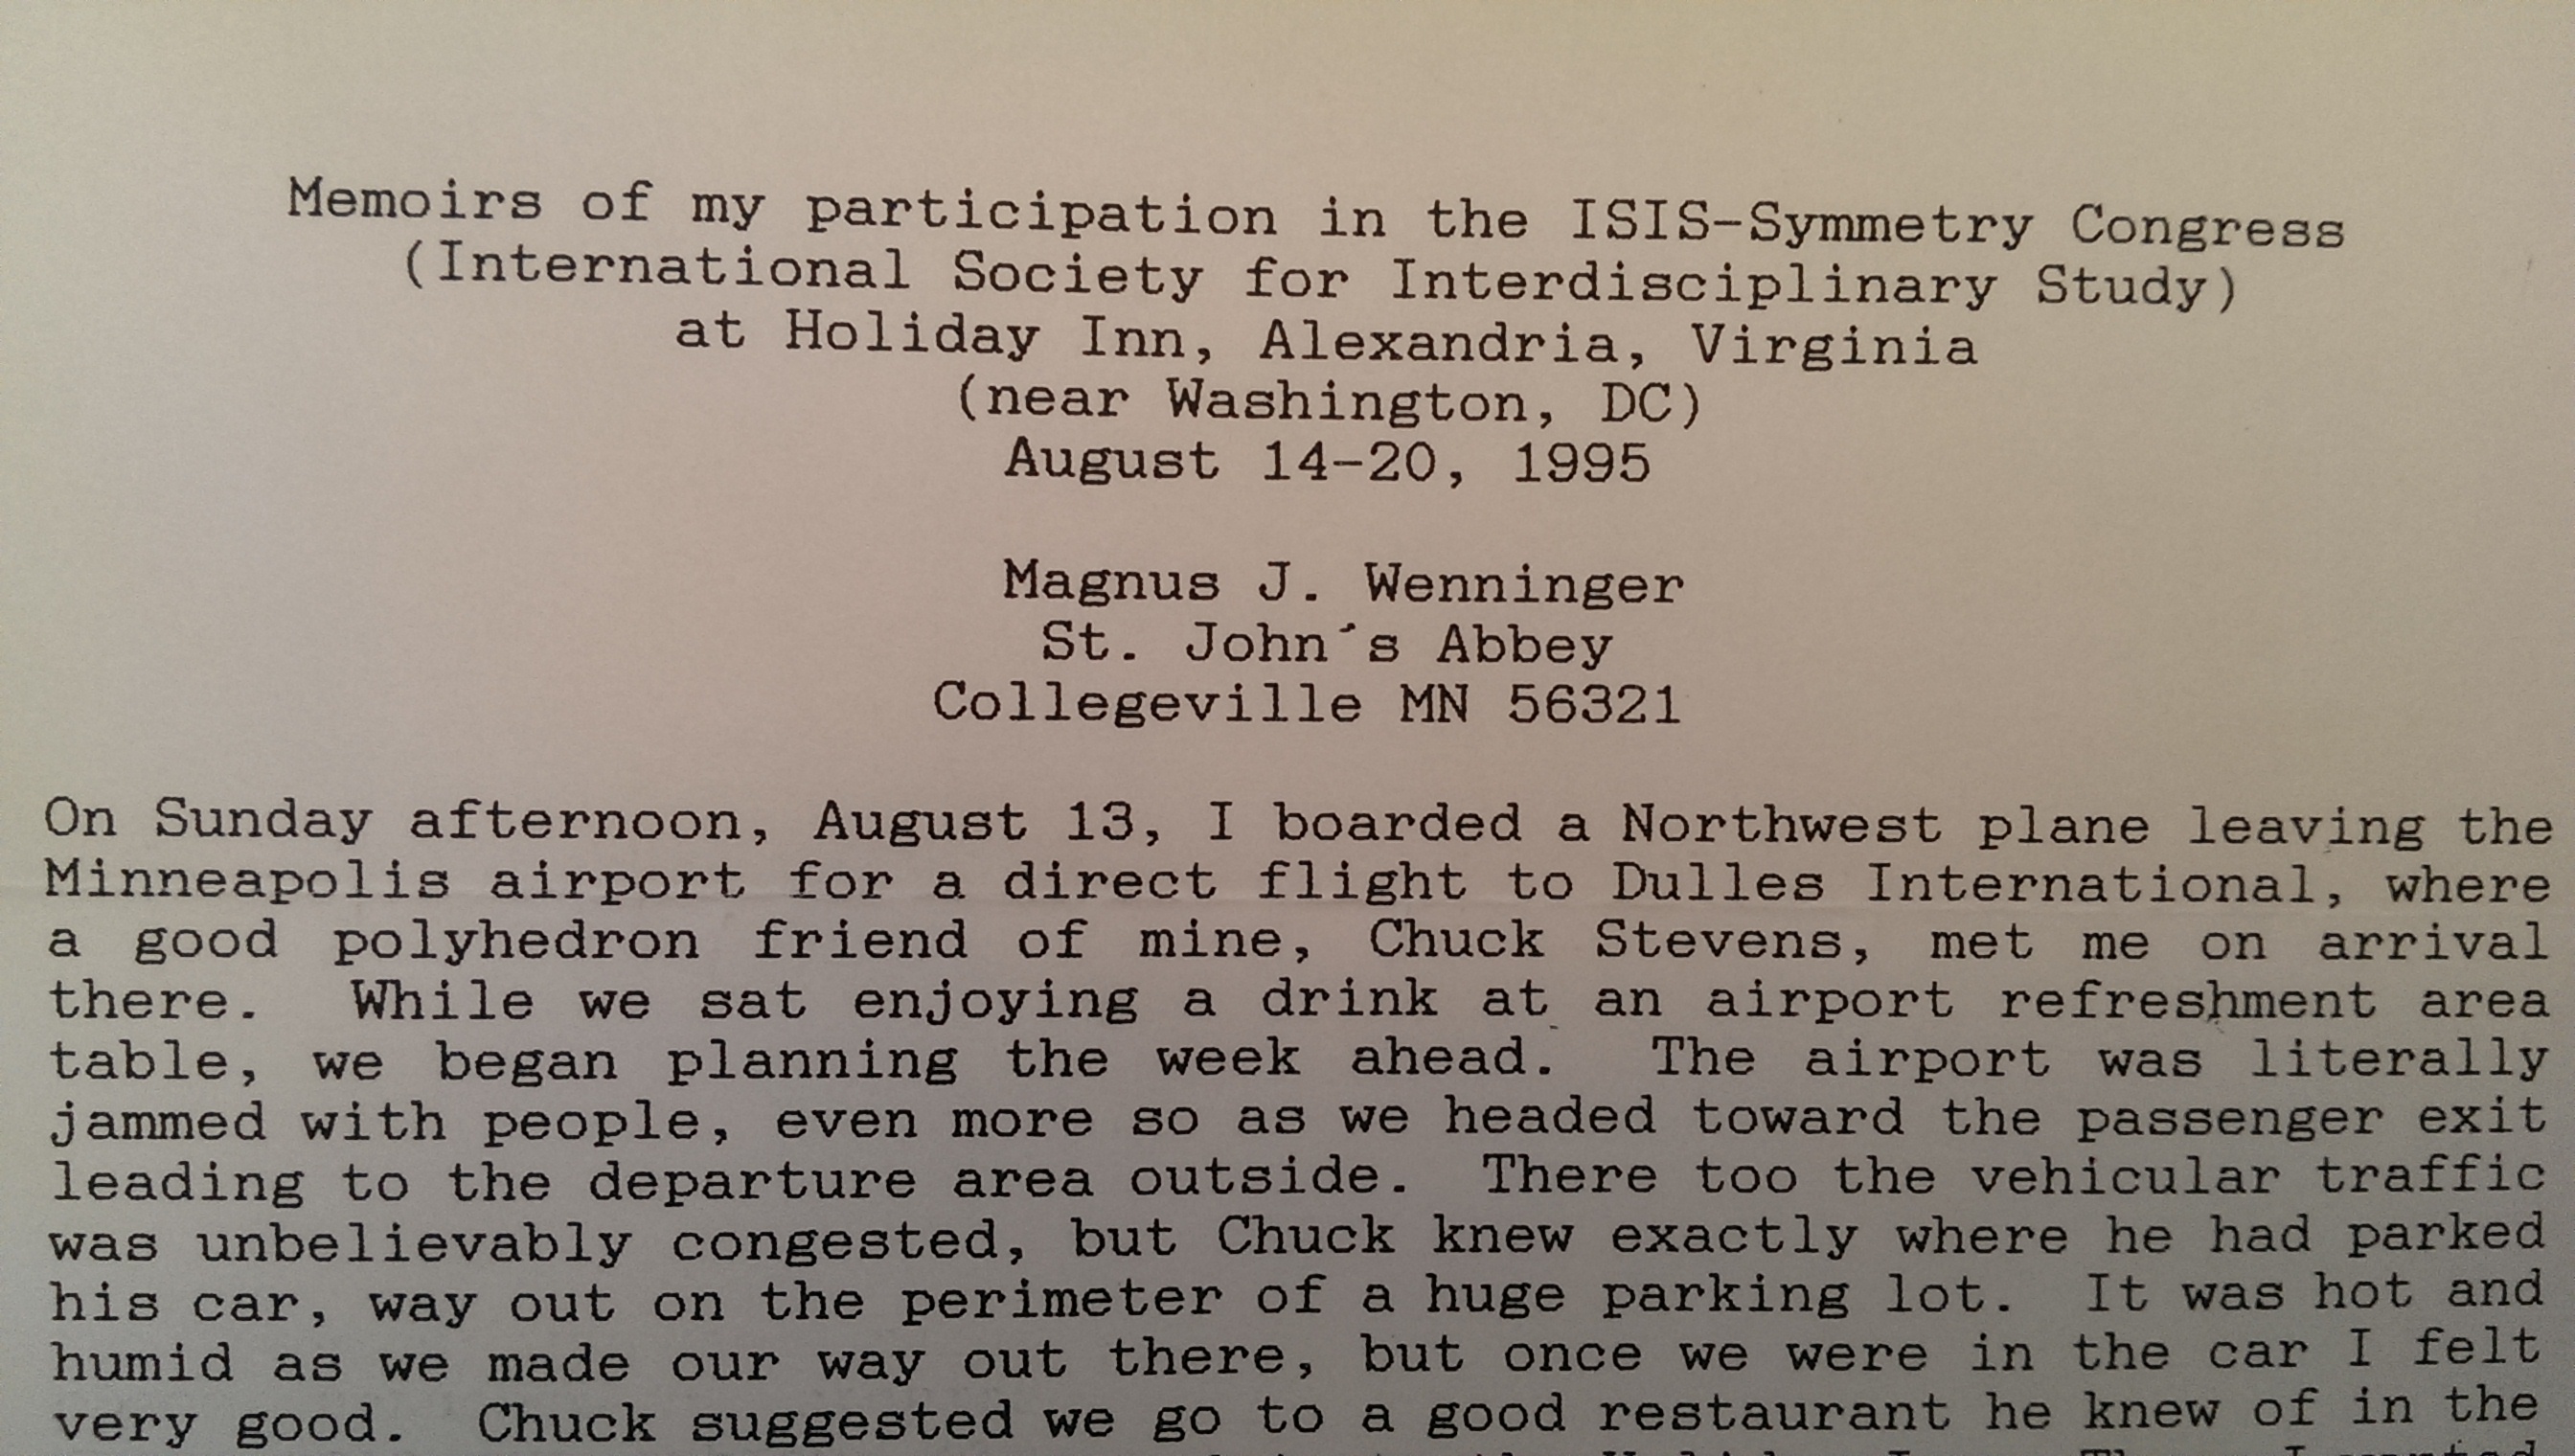 Memoirs of my participation in the ISIS-Symmetry Congress
(International Society for Interdisciplinary Study)
at Holiday Inn, Alexandria, Virginia
(near Washington, DC)
August 14-20, 1995
Magnus J. Wenninger
St. John´s Abbey
Collegeville MN 56321
On Sunday afternoon, August 13, I boarded a Northwest plane leaving the
Minneapolis airport for a direct flight to Dulles International, where
a good polyhedron friend of mine, Chuck Stevens, met me on arrival
there. While we sat enjoying a drink at an airport refreshment area
table, we began planning the week ahead. The airport was literally
jammed with people, even more so as we headed toward the passenger exit
leading to the departure area outside. There too the vehicular traffic
was unbelievably congested, but Chuck knew exactly where he had parked
his car, way out on the perimeter of a huge parking lot. It was hot and
humid as we made our way out there, but once we were in the car I felt
very good. Chuck suggested we go to a good restaurant he knew of in the